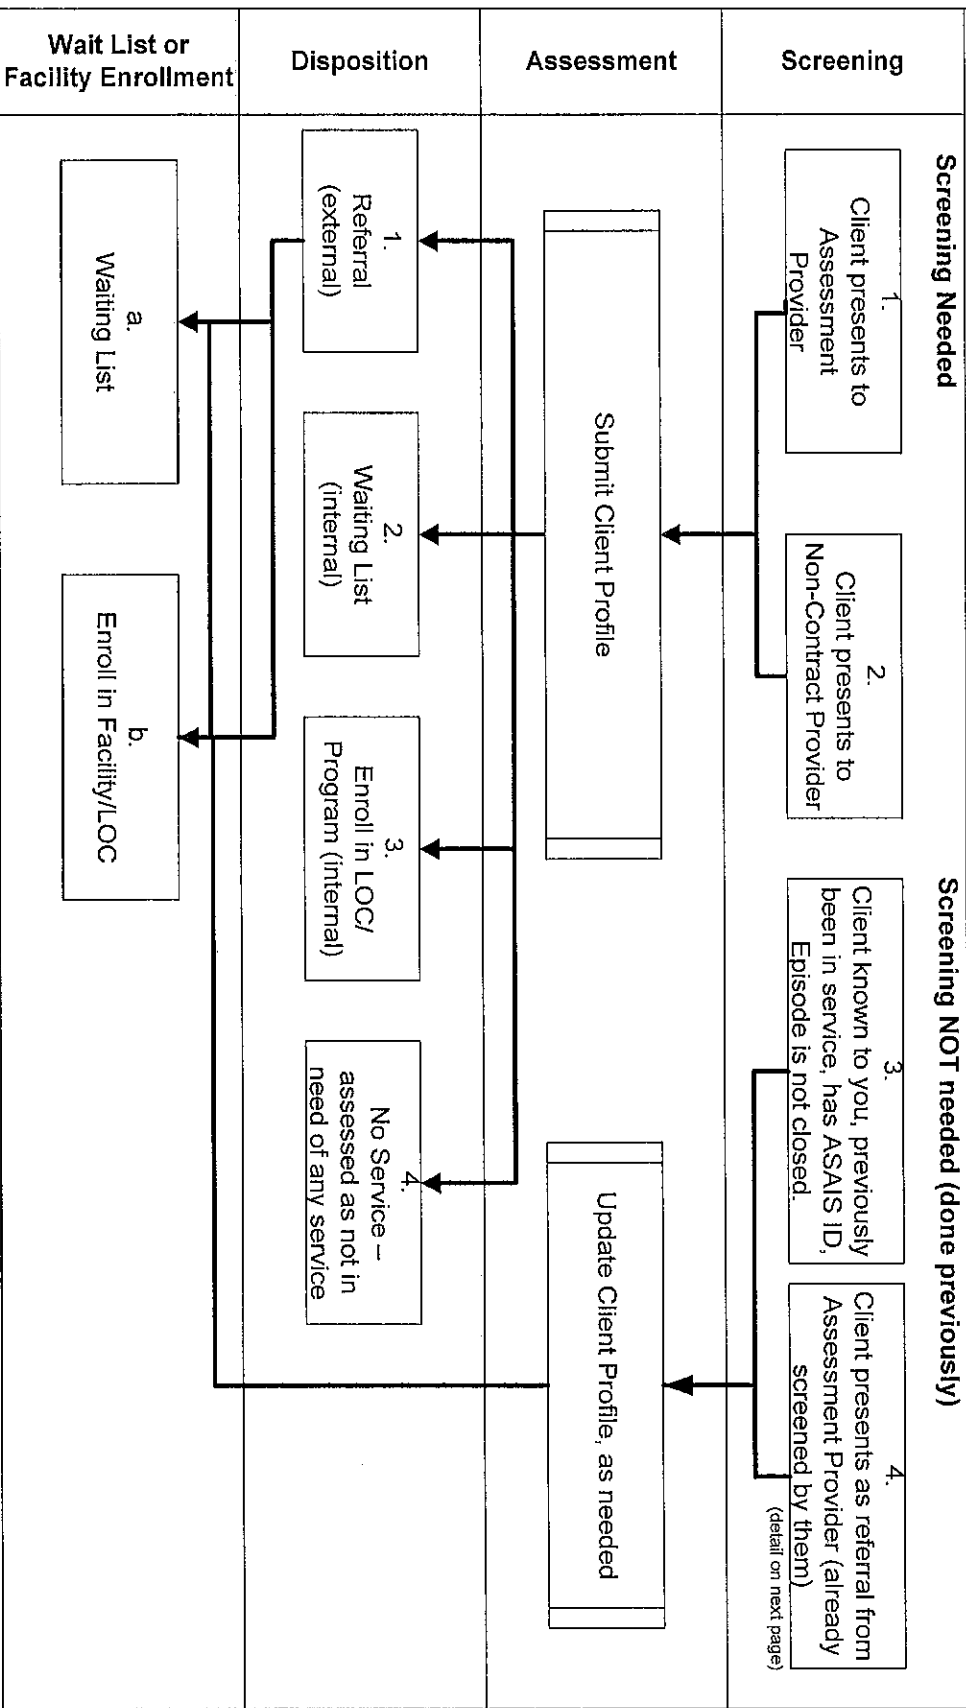 Screening Needed
Screening NOT needed (done previously)
Screening
1.
Client presents to
Assessment
Provider
2.
Client presents to
Non-Contract Provider
3.
Client known to you, previously
been in service, has ASAIS ID,
Episode is not closed.
4.
Client presents as referral from
Assessment Provider (already
screened by them)
(detail on next page)
Assessment
Submit Client Profile
Update Client Profile, as needed
Disposition
1.
Referral
(external)
2.
Waiting List
(internal)
3.
Enroll in LOC/
Program (internal)
4.
No Service –
assessed as not in
need of any service
Wait List or
Facility Enrollment
a.
Waiting List
b.
Enroll in Facility/LOC